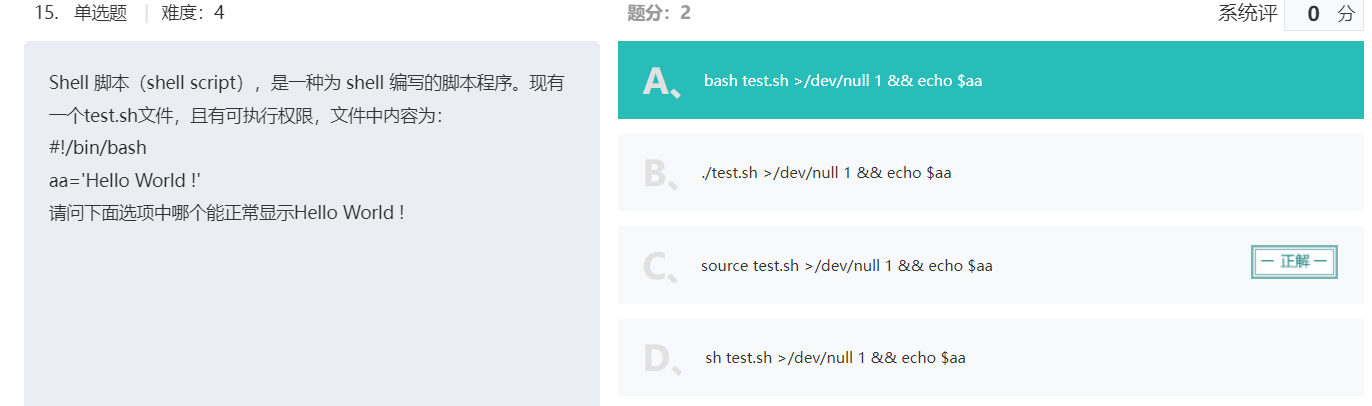 15. 单选题 | 难度：4
题分：2
系统评 0 分
Shell 脚本（shell script），是一种为 shell 编写的脚本程序。现有
一个test.sh文件，且有可执行权限，文件中内容为：
#!/bin/bash
aa='Hello World !'
请问下面选项中哪个能正常显示Hello World !
A、 bash test.sh >/dev/null 1 && echo $aa
B、 ./test.sh >/dev/null 1 && echo $aa
C、 source test.sh >/dev/null 1 && echo $aa
一 正解 一
D、 sh test.sh >/dev/null 1 && echo $aa